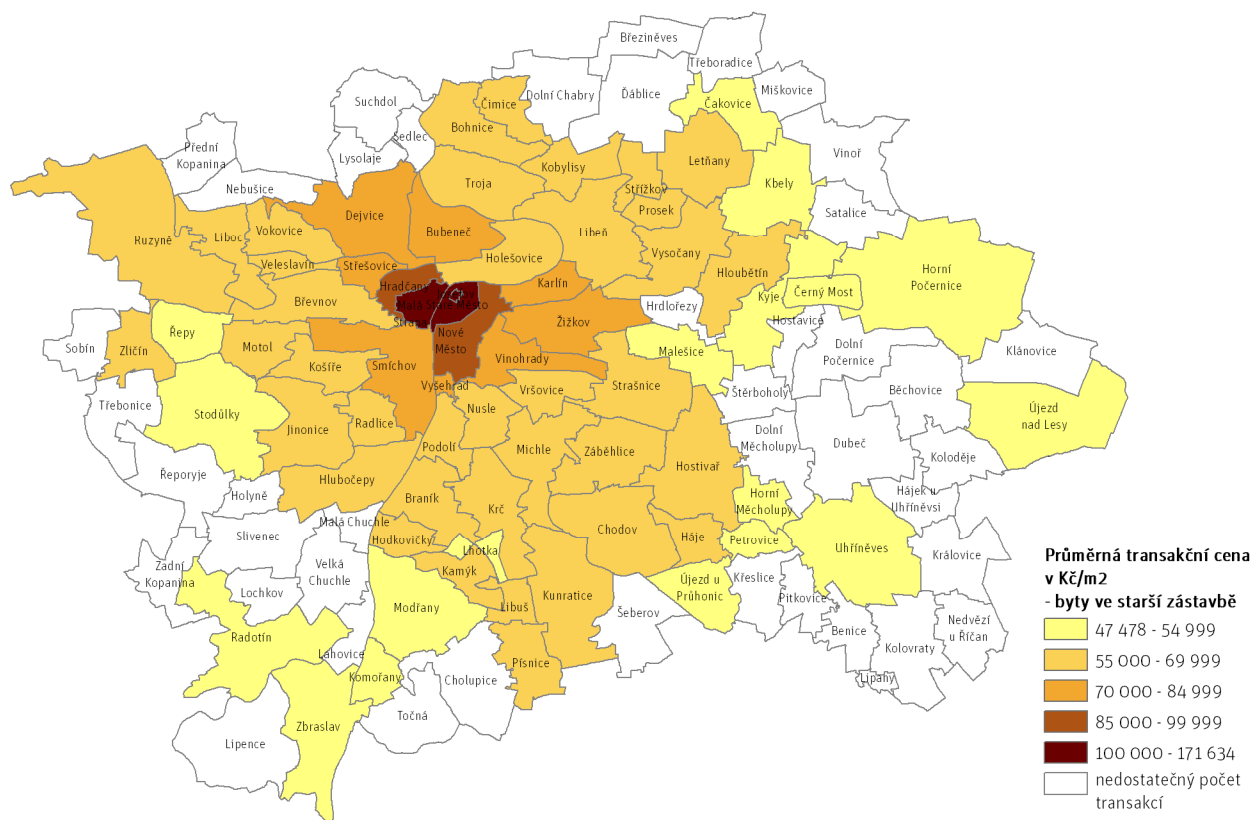 Březiněves
Třeboradice
Suchdol
Čimice
Dolní Chabry
Ďáblice
Miškovice
Čakovice
Bohnice
Sedlec
Přední
Kopanina
Lysolaje
Kobylisy
Letňany
Vinoř
Nebušice
Troja
Střížkov
Kbely
Dejvice
Prosek
Satalice
Ruzyně
Liboc
Vokovice
Bubeneč
Libeň
Vysočany
Veleslavín
Střešovice
Holešovice
Hloubětín
Horní
Počernice
Hradčany
Karlín
Břevnov
Malá
Strana
Staré Město
Hrdlořezy
Kyje
Černý Most
Hostavice
Žižkov
Řepy
Nové
Město
Sobín
Zličín
Motol
Košíře
Smíchov
Vinohrady
Malešice
Dolní
Počernice
Klánovice
Vyšehrad
Vršovice
Strašnice
Štěrboholy
Běchovice
Třebonice
Stodůlky
Jinonice
Radlice
Nusle
Újezd
nad Lesy
Podolí
Michle
Záběhlice
Dolní
Měcholupy
Dubeč
Koloděje
Řeporyje
Hlubočepy
Hostivař
Holyně
Braník
Krč
Horní
Měcholupy
Hájek u
Uhříněvsi
Malá Chuchle
Slivenec
Hodkovičky
Chodov
Háje
Petrovice
Uhříněves
Královice
Lhotka
Zadní
Kopanina
Velká
Chuchle
Kamýk
Lochkov
Modřany
Libuš
Kunratice
Újezd u
Průhonic
Křeslice
Pitkovice
Šeberov
Benice
Kolovraty
Nedvězí
u Říčan
Radotín
Lahovice
Písnice
Komořany
Cholupice
Lipany
Točná
Zbraslav
Lipence
Průměrná transakční cena
v Kč/m2
- byty ve starší zástavbě
47 478 - 54 999
55 000 - 69 999
70 000 - 84 999
85 000 - 99 999
100 000 - 171 634
nedostatečný počet
transakcí